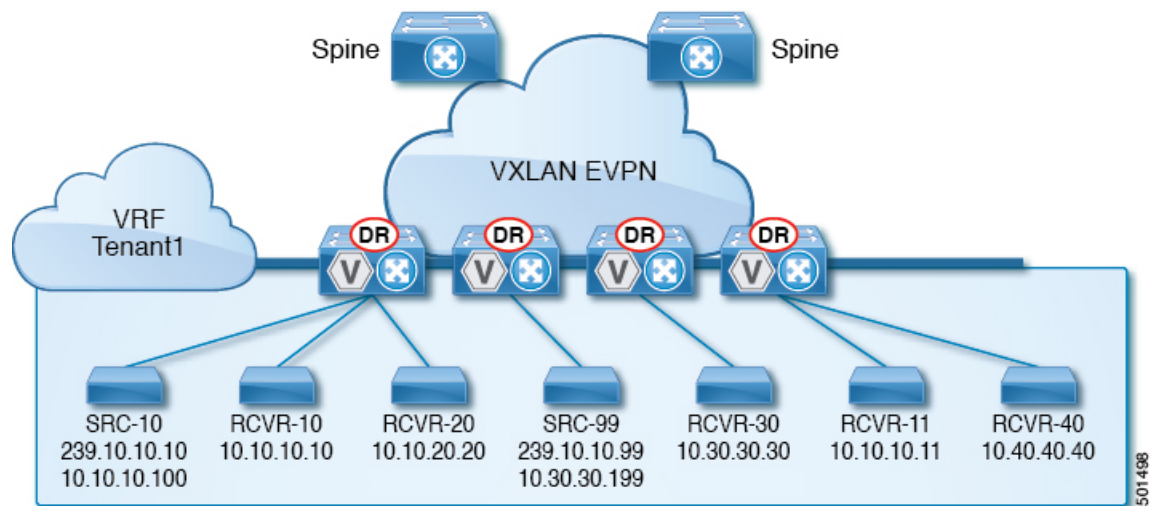 Spine
Spine
VXLAN EVPN
VRF
Tenant1
DR
DR
DR
DR
V
V
V
V
SRC-10
239.10.10.10
10.10.10.100
RCVR-10
10.10.10.10
RCVR-20
10.10.20.20
SRC-99
239.10.10.99
10.30.30.199
RCVR-30
10.30.30.30
RCVR-11
10.10.10.11
RCVR-40
10.40.40.40
501498